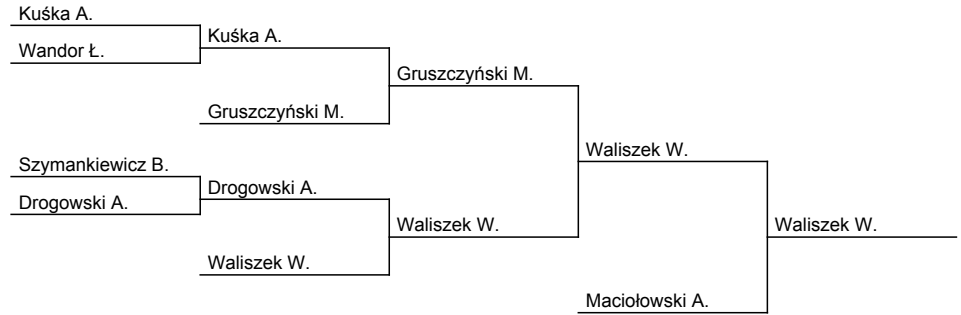 Kuśka A.
Wandor Ł.
Kuśka A.
Gruszczyński M.
Gruszczyński M.
Szymankiewicz B.
Drogowski A.
Drogowski A.
Waliszek W.
Waliszek W.
Waliszek W.
Maciołowski A.
Waliszek W.